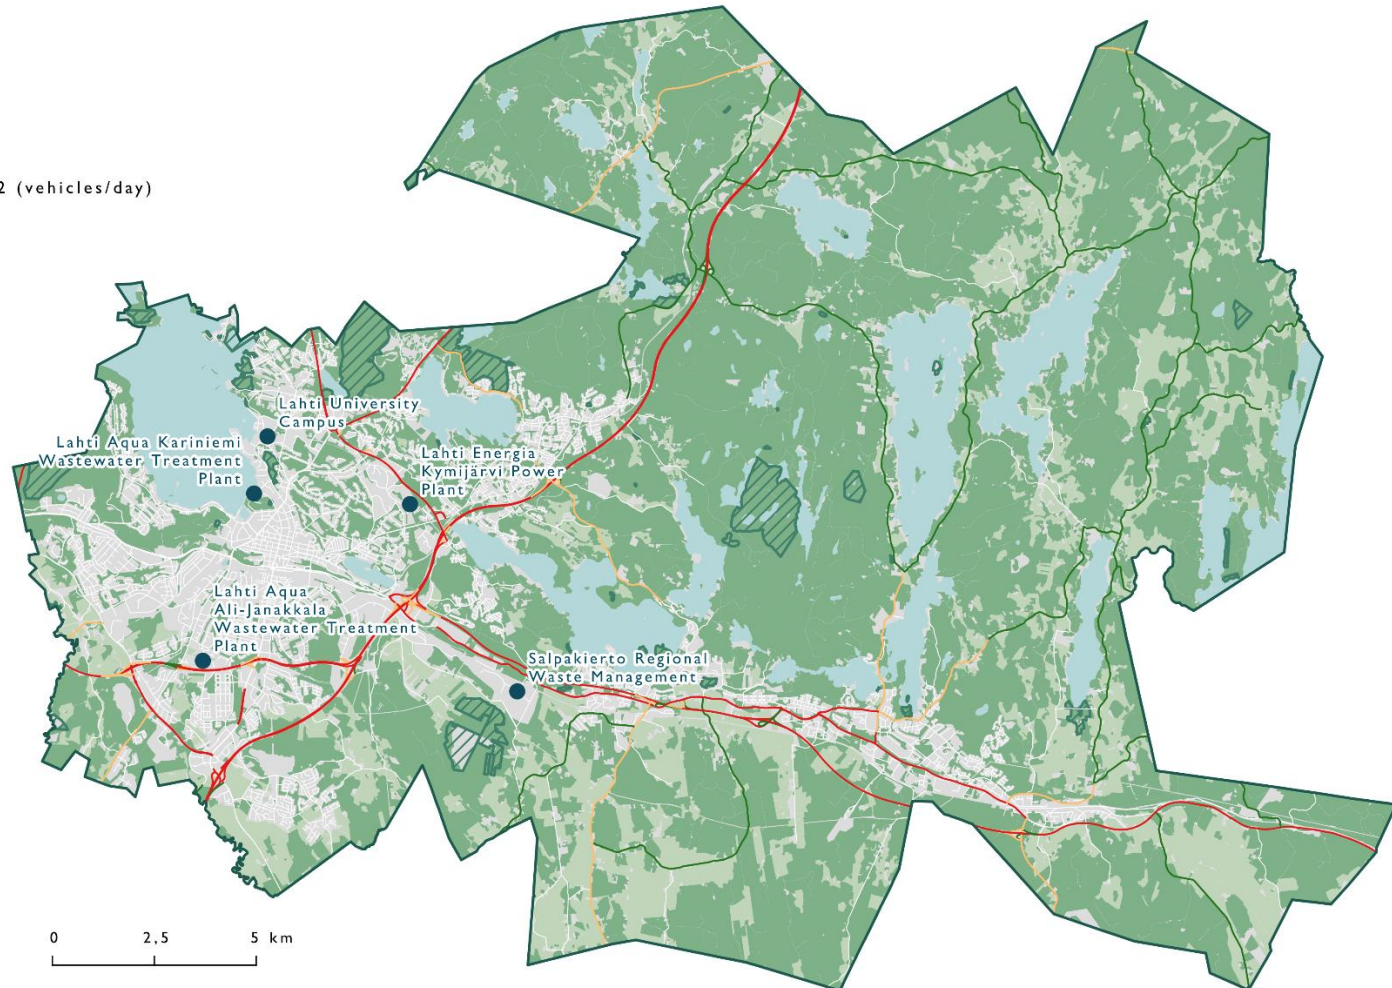 2 (vehicles/day)
Lahti University
Campus
Lahti Aqua Kariniemi
Wastewater Treatment
Plant
Lahti Energia
Kymijärvi Power
Plant
Lahti Aqua
Ali-Janakkala
Wastewater Treatment
Plant
Salpakierto Regional
Waste Management
0 2,5 5 km